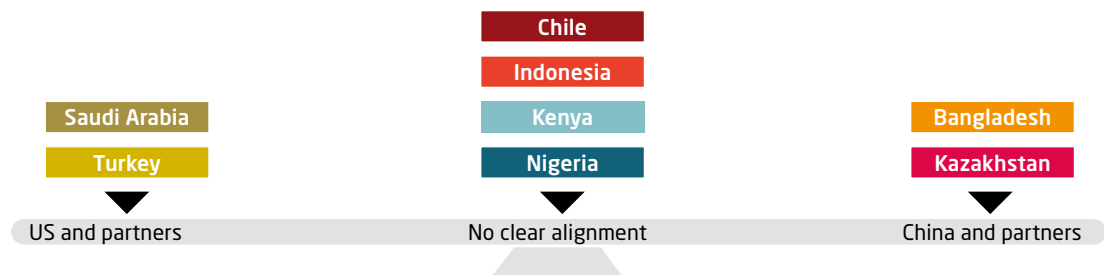 Chile
Indonesia
Saudi Arabia
Kenya
Bangladesh
Turkey
Nigeria
Kazakhstan
US and partners
No clear alignment
China and partners